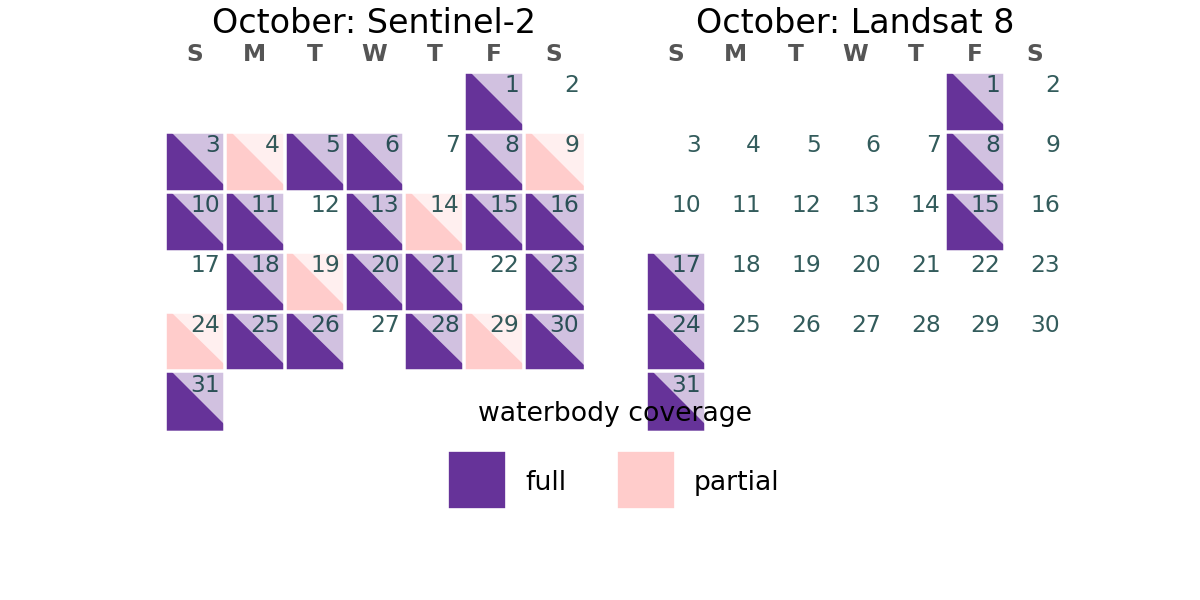 October: Sentinel-2
S M T W T F S
1 2
3 4 5 6 7 8 9
10 11 12 13 14 15 16
17 18 19 20 21 22 23
24 25 26 27 28 29 30
31
October: Landsat 8
S M T W T F S
1 2
3 4 5 6 7 8 9
10 11 12 13 14 15 16
17 18 19 20 21 22 23
24 25 26 27 28 29 30
31
waterbody coverage
full partial